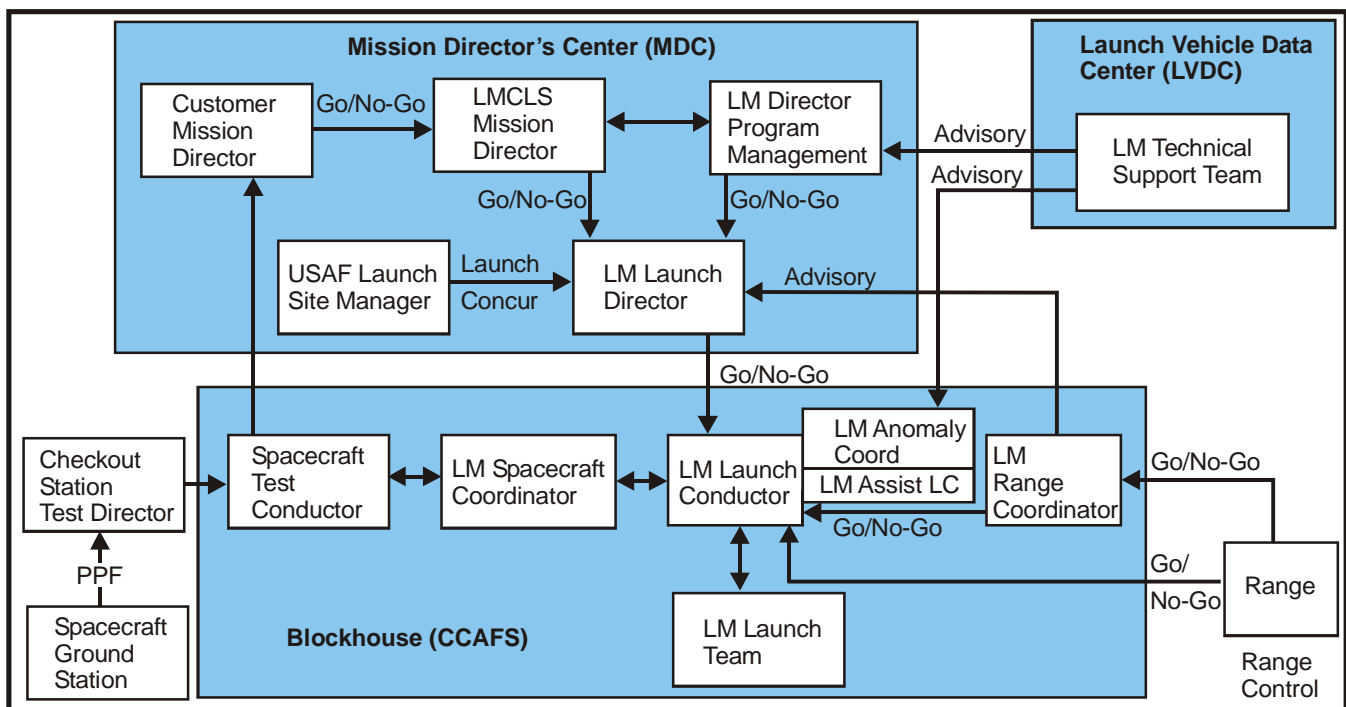 Mission Director's Center (MDC)
Launch Vehicle Data
Center (LVDC)
Customer
Mission
Director
Go/No-Go
LMCLS
Mission
Director
LM Director
Program
Management
Advisory
Advisory
LM Technical
Support Team
Go/No-Go
Go/No-Go
USAF Launch
Site Manager
Launch
Concur
LM Launch
Director
Advisory
Go/No-Go
Checkout
Station
Test Director
Spacecraft
Test
Conductor
LM Spacecraft
Coordinator
LM Launch
Conductor
LM Anomaly
Coord
LM Assist LC
LM
Range
Coordinator
Go/No-Go
Go/No-Go
PPF
Go/
No-Go
Range
Spacecraft
Ground
Station
Blockhouse (CCAFS)
LM Launch
Team
Range
Control